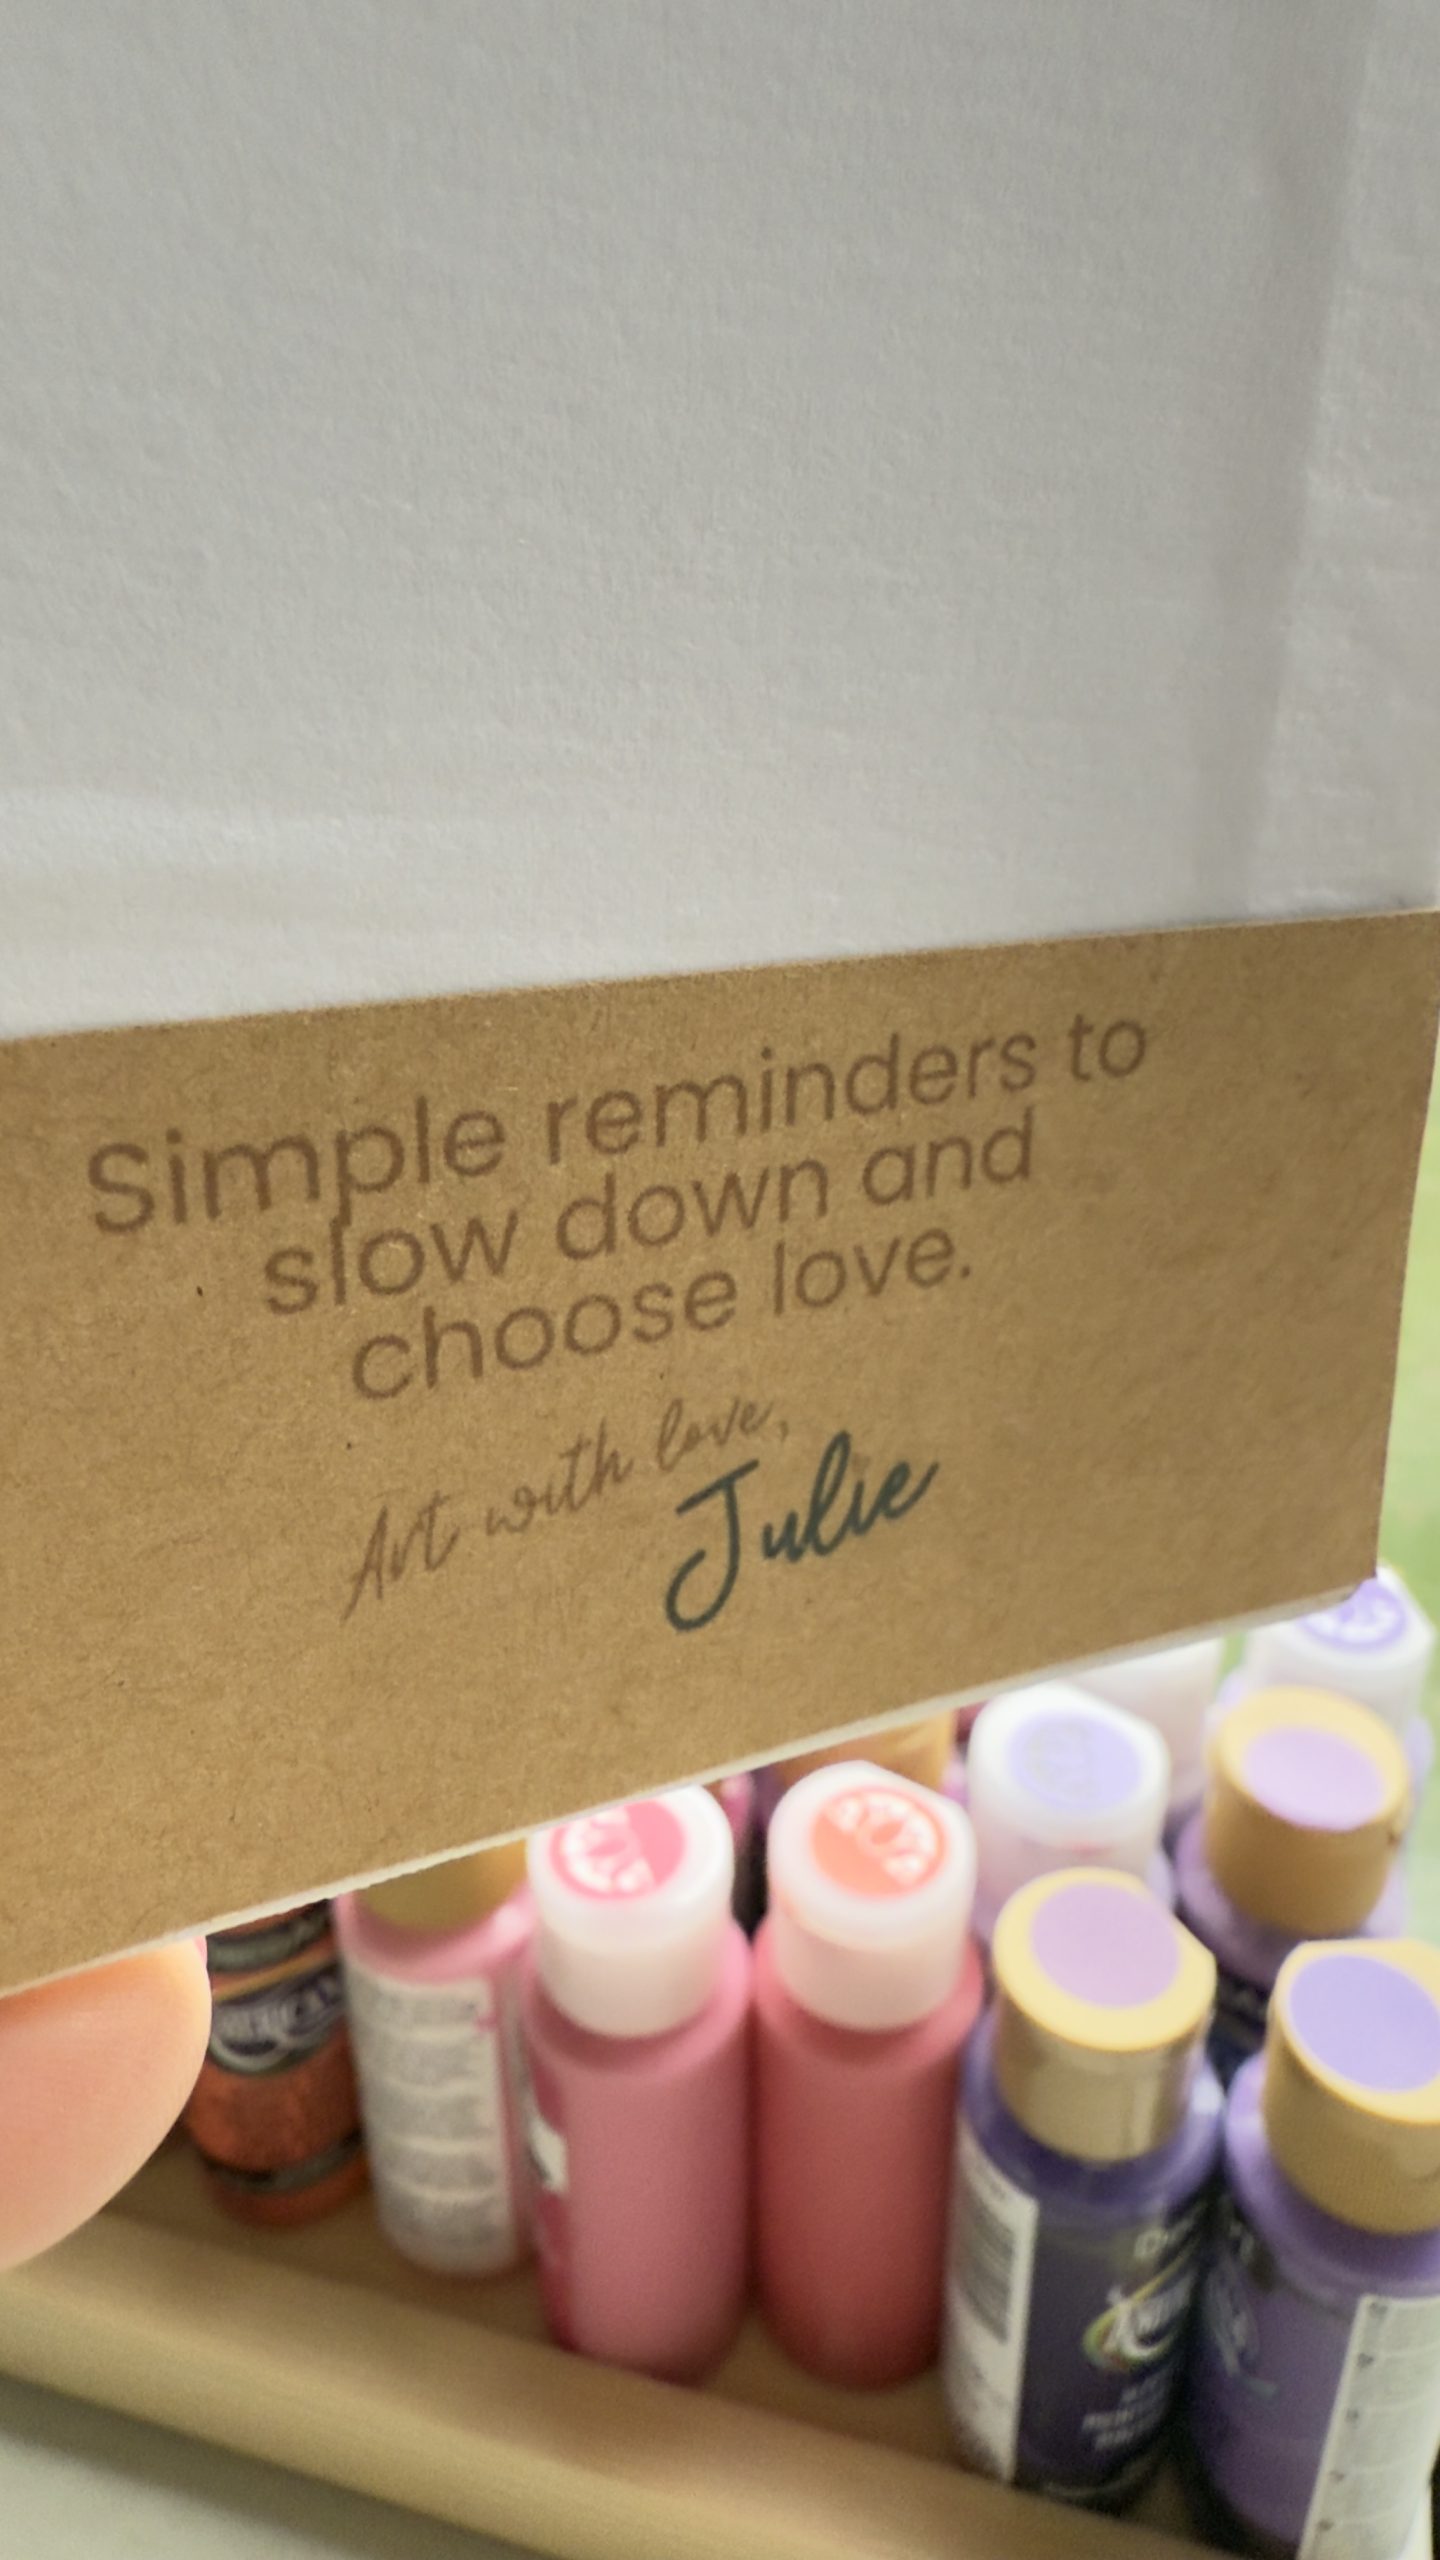 Simple reminders to
slow down and
choose love.
Art with love,
Julie